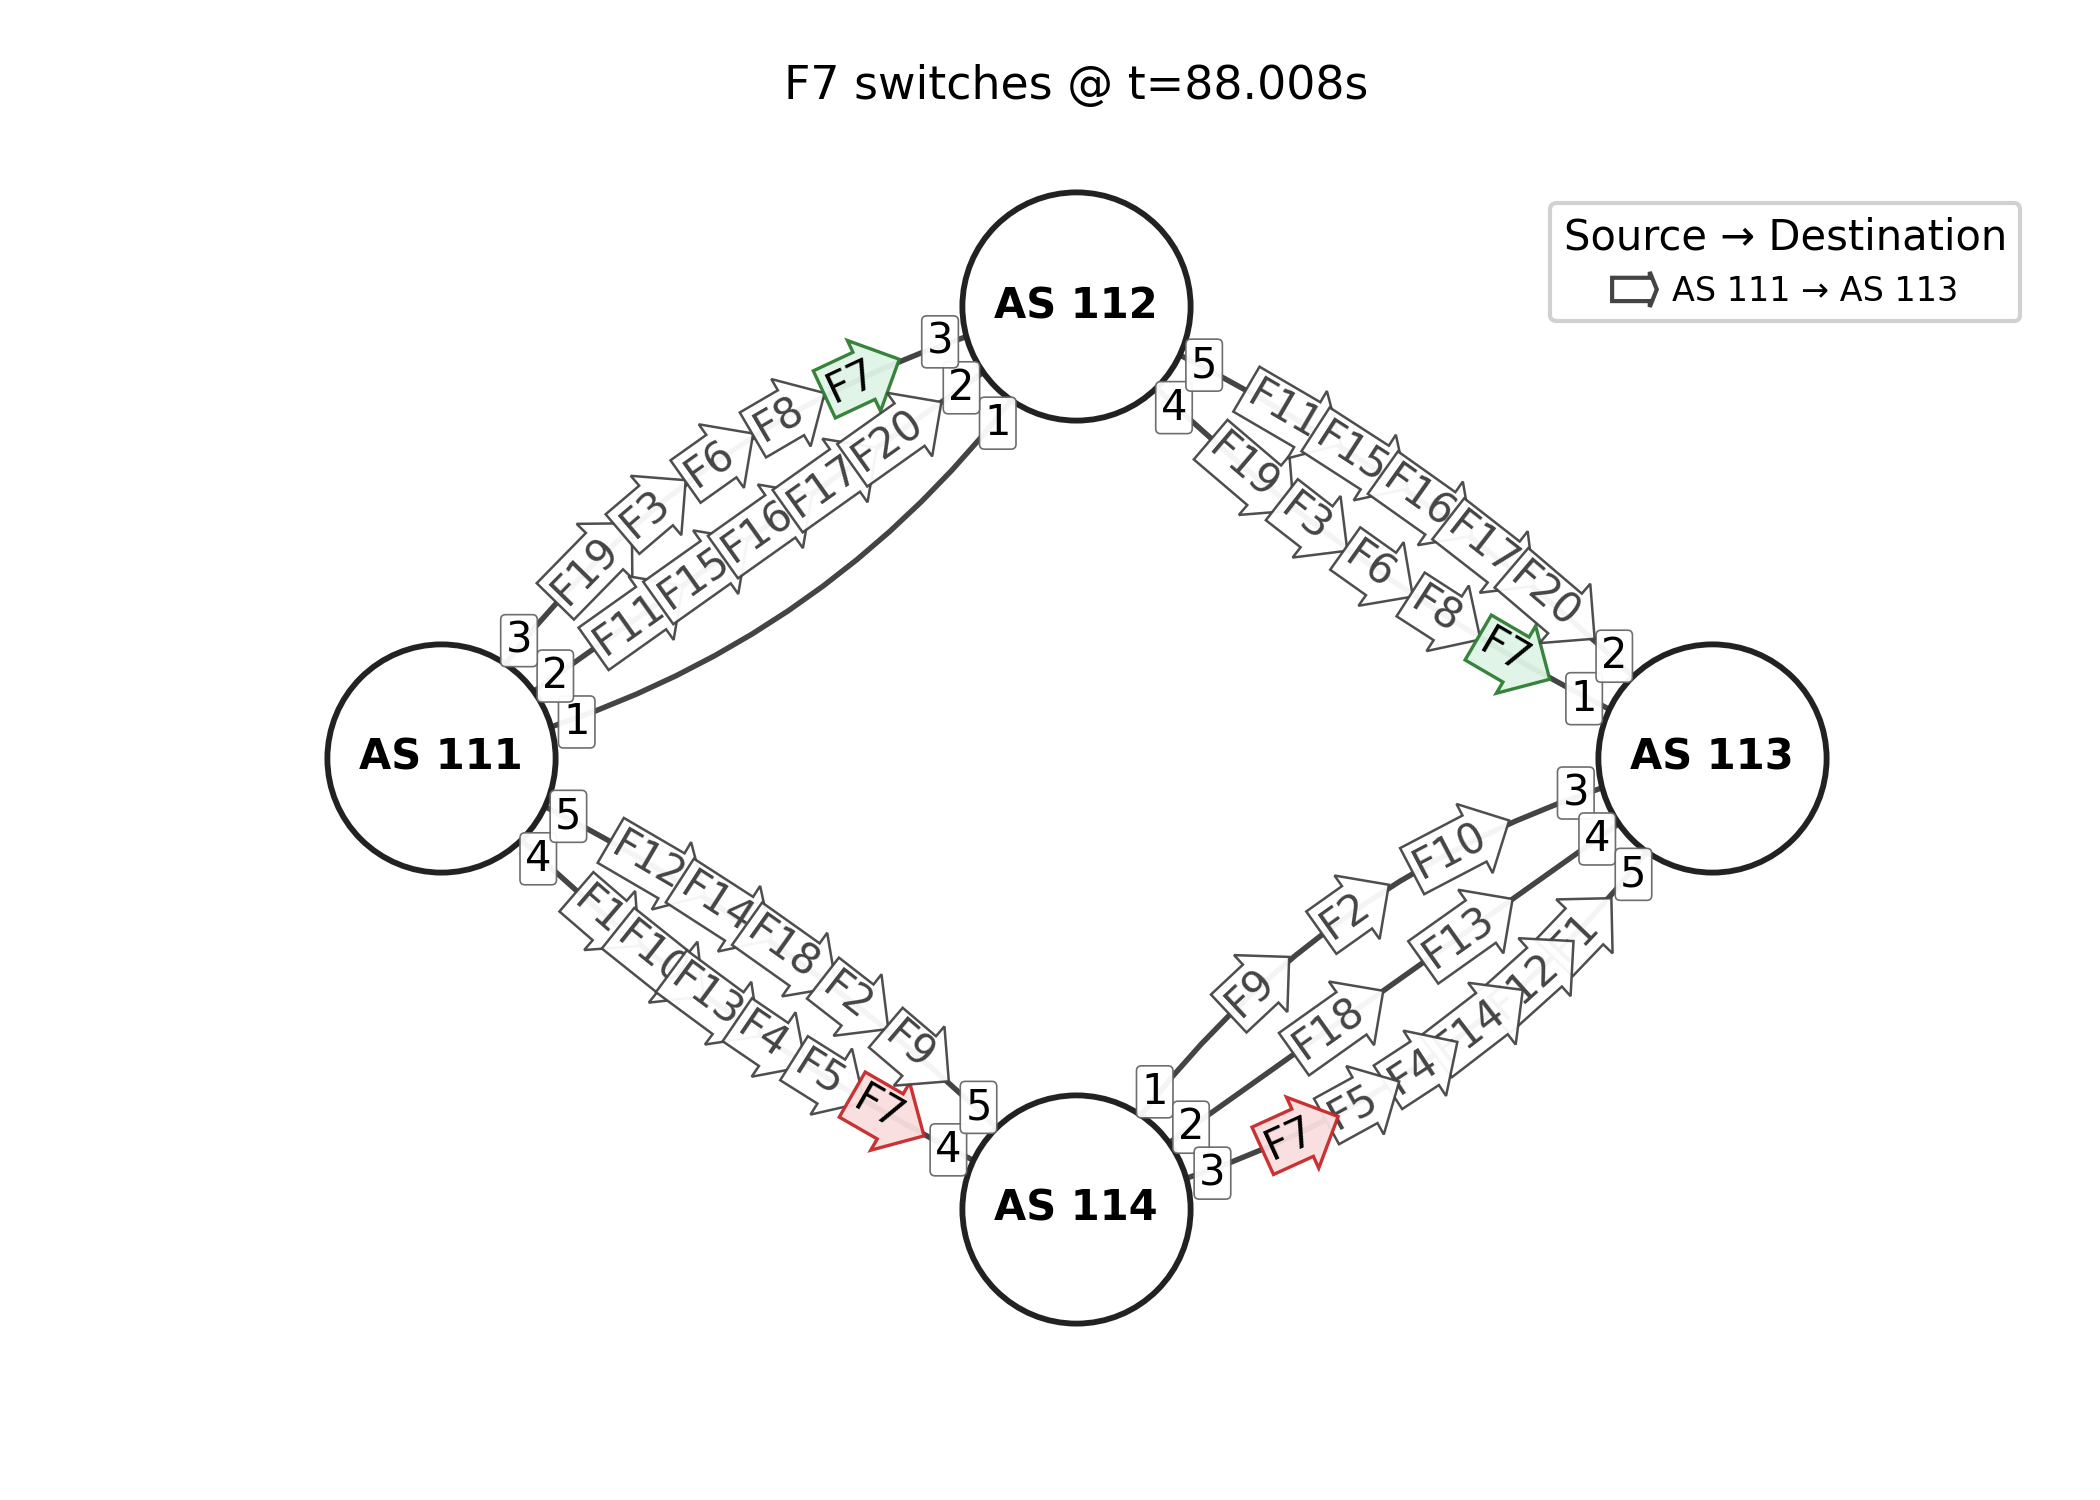 F7 switches @ t=88.008s
Source → Destination
AS 111 → AS 113
AS 112
3
2
1
5
4
F7
F8
F6
F3
F19
F20
F17
F16
F15
F11
F11
F15
F16
F17
F20
F19
F3
F6
F8
F7
3
2
1
2
1
AS 111
AS 113
5
4
3
4
5
F12
F14
F18
F2
F9
F1
F10
F13
F4
F5
F7
F10
F2
F9
F13
F18
F1
F12
F14
F4
F5
F7
5
4
1
2
3
AS 114